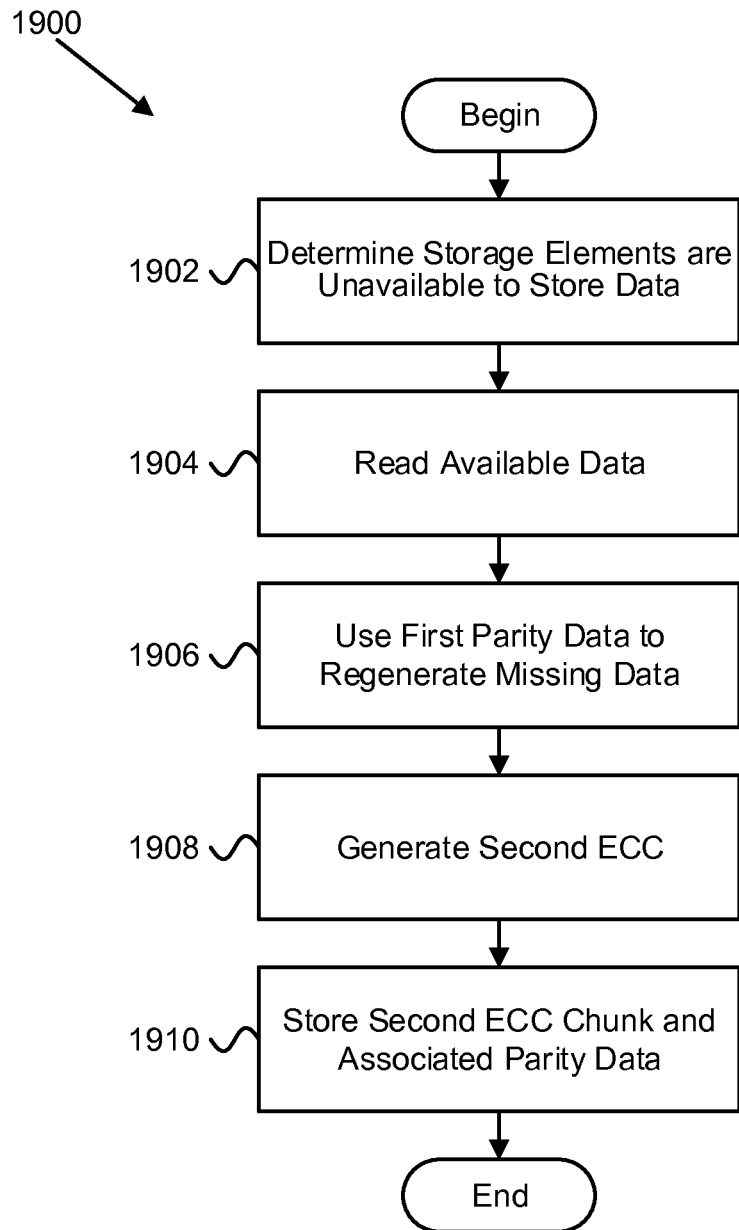 1900
Begin
1902
Determine Storage Elements are
Unavailable to Store Data
1904
Read Available Data
1906
Use First Parity Data to
Regenerate Missing Data
1908
Generate Second ECC
1910
Store Second ECC Chunk and
Associated Parity Data
End